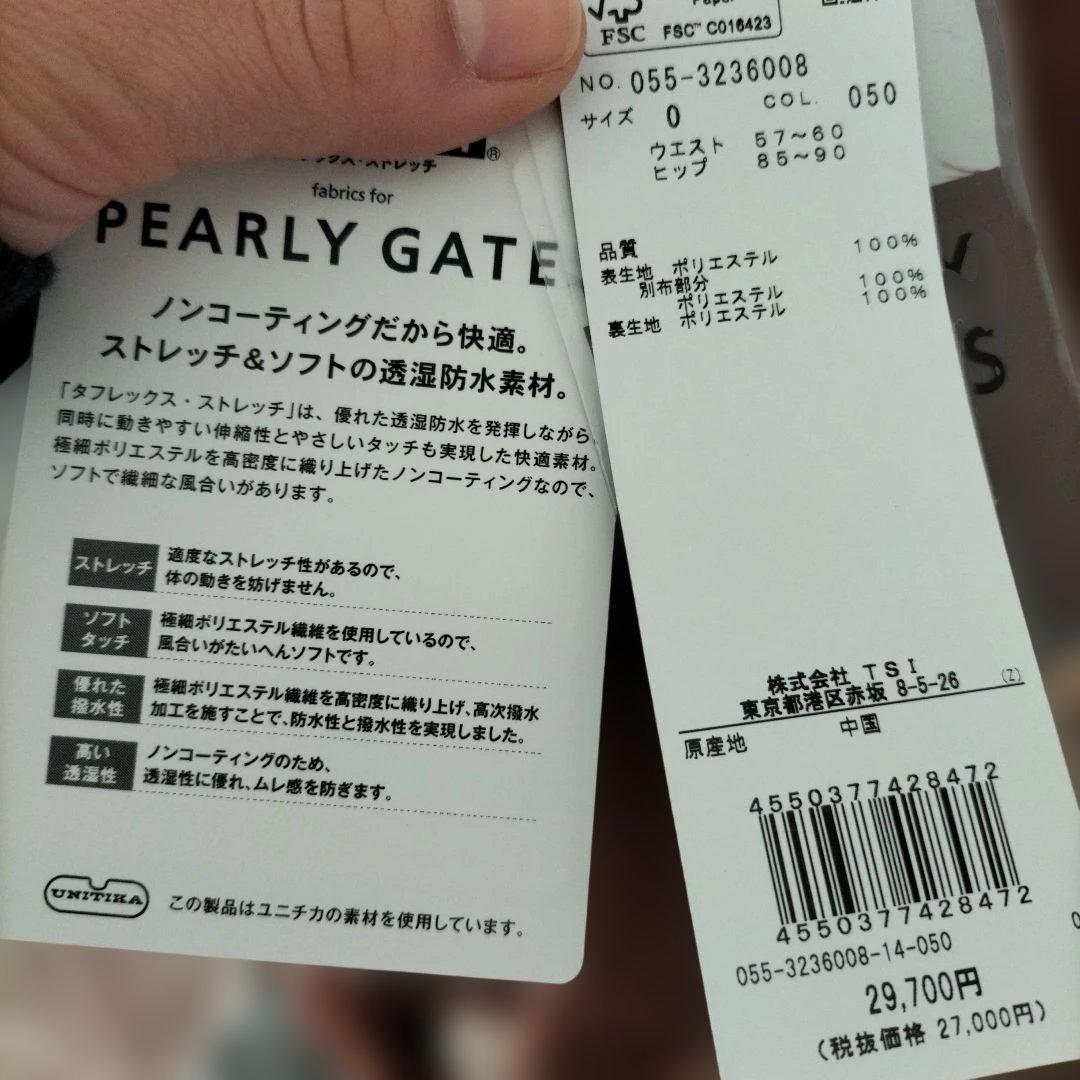 ®
ックス・ストレッチ
fabrics for
PEARLY GATE
ノンコーティングだから快適。
ストレッチ&ソフトの透湿防水素材。
「タフレックス・ストレッチ」は、優れた透湿防水を発揮しながら、
同時に動きやすい伸縮性とやさしいタッチも実現した快適素材。
極細ポリエステルを高密度に織り上げたノンコーティングなので、
ソフトで繊細な風合いがあります。
ストレッチ
適度なストレッチ性があるので、
体の動きを妨げません。
ソフト
タッチ
極細ポリエステル繊維を使用しているので、
風合いがたいへんソフトです。
優れた
撥水性
極細ポリエステル繊維を高密度に織り上げ、高次撥水
加工を施すことで、防水性と撥水性を実現しました。
高い
透湿性
ノンコーティングのため、
透湿性に優れ、ムレ感を防ぎます。
UNITIKA
この製品はユニチカの素材を使用しています。
Paper
FSC FSC™ C016423
NO. 055-3236008
サイズ 0 COL. 050
ウエスト 57~60
ヒップ 85~90
品質
表生地 ポリエステル 100%
別布部分
ポリエステル 100%
裏生地 ポリエステル 100%
株式会社 TSI
東京都港区赤坂 8-5-26 (Z)
原産地 中国
4550377428472
4550377428472
055-3236008-14-050
29,700円
(税抜価格 27,000円)
S